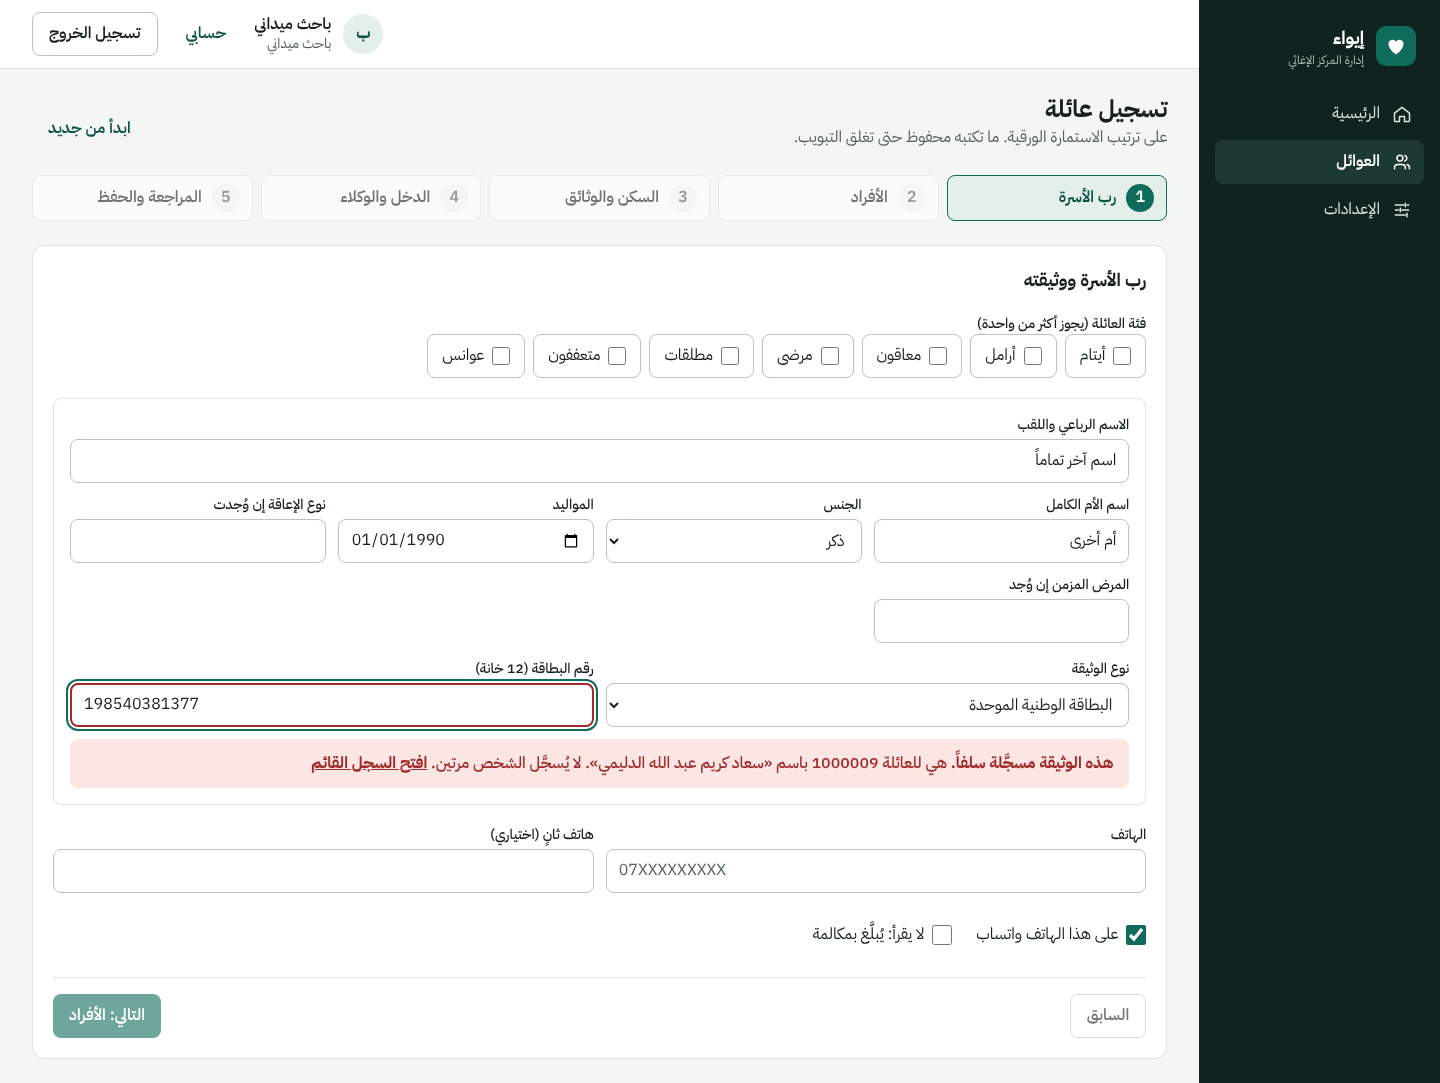 إيواء
إدارة المركز الإغاثي
الرئيسية
العوائل
الإعدادات
ب
باحث ميداني
باحث ميداني
حسابي
تسجيل الخروج
تسجيل عائلة
على ترتيب الاستمارة الورقية. ما تكتبه محفوظ حتى تغلق التبويب.
ابدأ من جديد
1 رب الأسرة
2 الأفراد
3 السكن والوثائق
4 الدخل والوكلاء
5 المراجعة والحفظ
رب الأسرة ووثيقته
فئة العائلة (يجوز أكثر من واحدة)
أيتام
أرامل
معاقون
مرضى
مطلقات
متعففون
عوانس
الاسم الرباعي واللقب
اسم آخر تماماً
اسم الأم الكامل
الجنس
المواليد
نوع الإعاقة إن وُجدت
أم أخرى
ذكر
01/01/1990
المرض المزمن إن وُجد
نوع الوثيقة
رقم البطاقة (12 خانة)
البطاقة الوطنية الموحدة
198540381377
هذه الوثيقة مسجَّلة سلفاً. هي للعائلة 1000009 باسم «سعاد كريم عبد الله الدليمي». لا يُسجَّل الشخص مرتين. افتح السجل القائم
الهاتف
هاتف ثانٍ (اختياري)
07XXXXXXXXX
على هذا الهاتف واتساب
لا يقرأ: يُبلَّغ بمكالمة
السابق
التالي: الأفراد